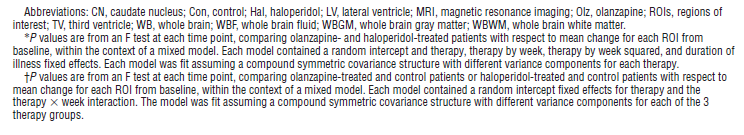 Abbreviations: CN, caudate nucleus; Con, control; Hal, haloperidol; LV, lateral ventricle; MRI, magnetic resonance imaging; Olz, olanzapine; ROIs, regions of
interest; TV, third ventricle; WB, whole brain; WBF, whole brain fluid; WBGM, whole brain gray matter; WBWM, whole brain white matter.
*P values are from an F test at each time point, comparing olanzapine- and haloperidol-treated patients with respect to mean change for each ROI from
baseline, within the context of a mixed model. Each model contained a random intercept and therapy, therapy by week, therapy by week squared, and duration of
illness fixed effects. Each model was fit assuming a compound symmetric covariance structure with different variance components for each therapy.
†P values are from an F test at each time point, comparing olanzapine-treated and control patients or haloperidol-treated and control patients with respect to
mean change for each ROI from baseline, within the context of a mixed model. Each model contained a random intercept fixed effects for therapy and the
therapy × week interaction. The model was fit assuming a compound symmetric covariance structure with different variance components for each of the 3
therapy groups.